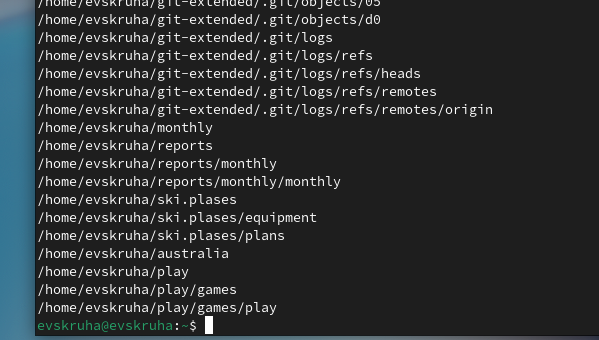 /home/evskruha/git-extended/.git/objects/05
/home/evskruha/git-extended/.git/objects/d0
/home/evskruha/git-extended/.git/logs
/home/evskruha/git-extended/.git/logs/refs
/home/evskruha/git-extended/.git/logs/refs/heads
/home/evskruha/git-extended/.git/logs/refs/remotes
/home/evskruha/git-extended/.git/logs/refs/remotes/origin
/home/evskruha/monthly
/home/evskruha/reports
/home/evskruha/reports/monthly
/home/evskruha/reports/monthly/monthly
/home/evskruha/ski.plases
/home/evskruha/ski.plases/equipment
/home/evskruha/ski.plases/plans
/home/evskruha/australia
/home/evskruha/play
/home/evskruha/play/games
/home/evskruha/play/games/play
evskruha@evskruha:~$